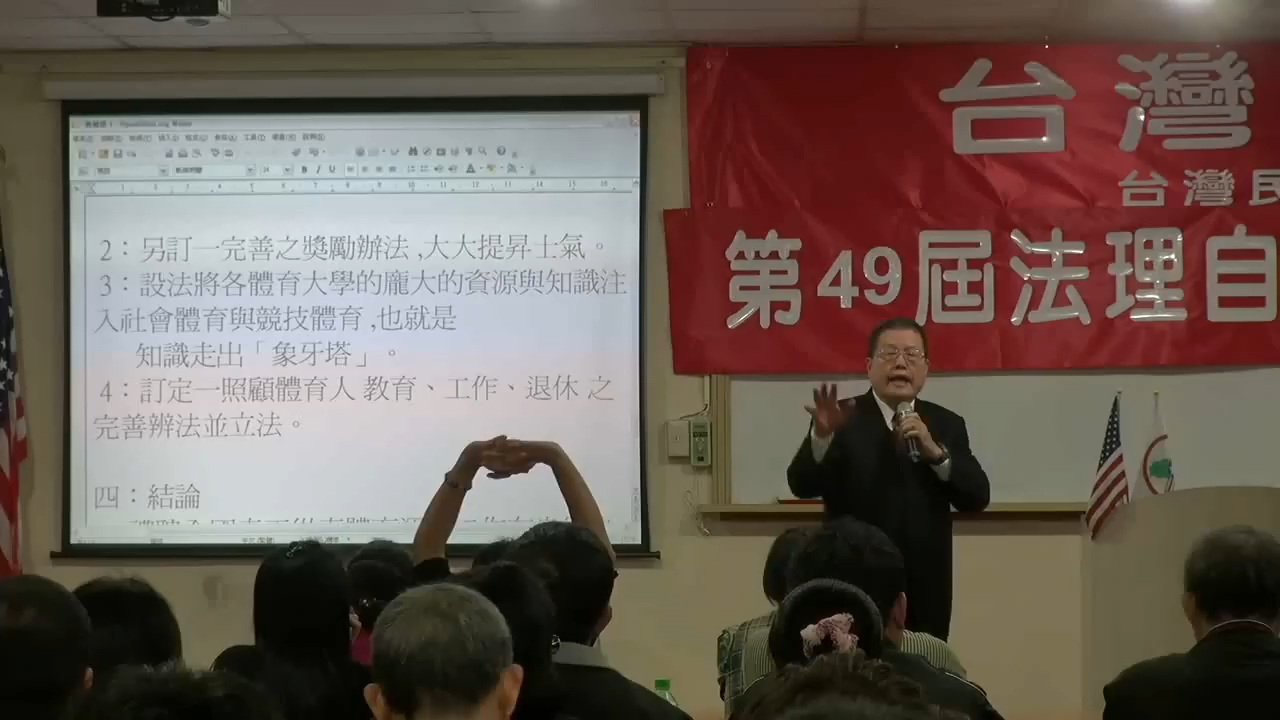 2：另訂一完善之獎勵辦法,大大提昇士氣。
3：設法將各體育大學的龐大的資源與知識注
入社會體育與競技體育,也就是
知識走出「象牙塔」。
4：訂定一照顧體育人 教育、工作、退休 之
完善辨法並立法。
四：結論
台灣
台灣民
第49屆法理自